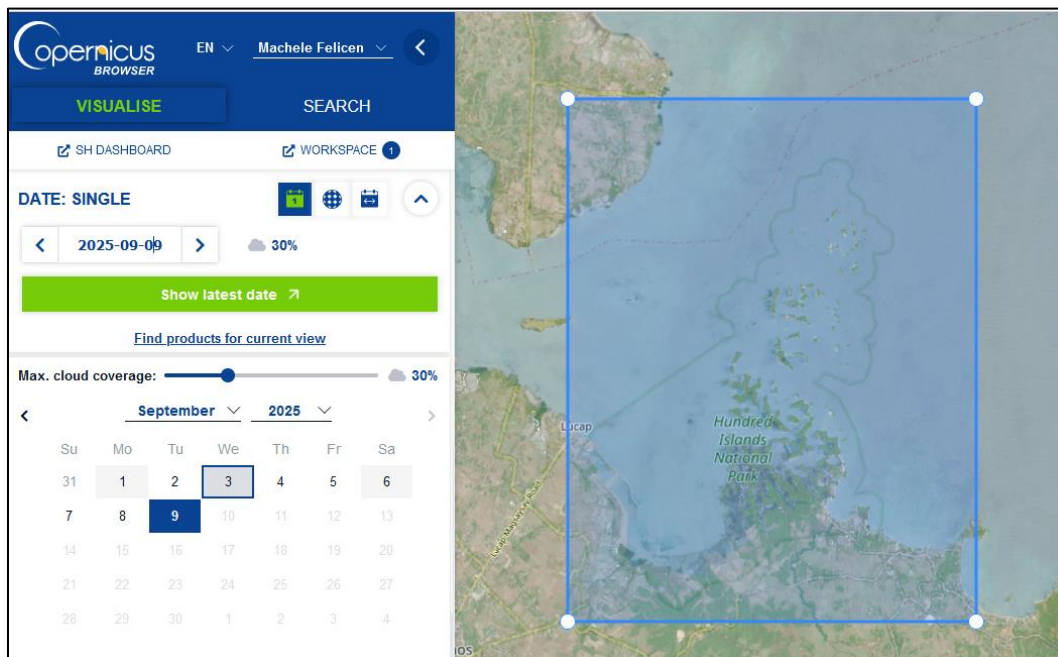 Copernicus
BROWSER
EN
Machele Felicen
VISUALISE
SEARCH
SH DASHBOARD
WORKSPACE 1
DATE: SINGLE
1
2025-09-09
30%
Show latest date
Find products for current view
Max. cloud coverage:
30%
September
2025
Su Mo Tu We Th Fr Sa
31 1 2 3 4 5 6
7 8 9 10 11 12 13
14 15 16 17 18 19 20
21 22 23 24 25 26 27
28 29 30 1 2 3 4
Lucap
Hundred
Islands
National
Park